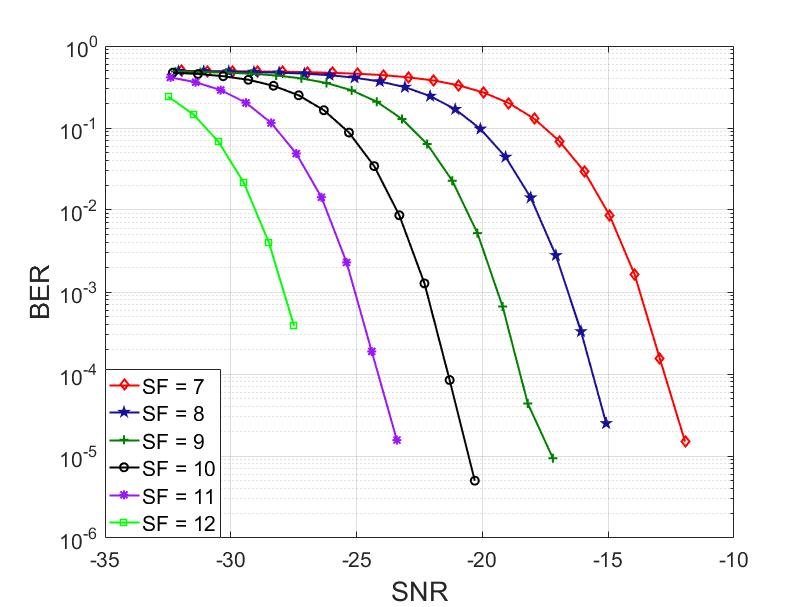 10^0
10^-1
10^-2
10^-3
10^-4
10^-5
10^-6
BER
SF = 7
SF = 8
SF = 9
SF = 10
SF = 11
SF = 12
-35 -30 -25 -20 -15 -10
SNR